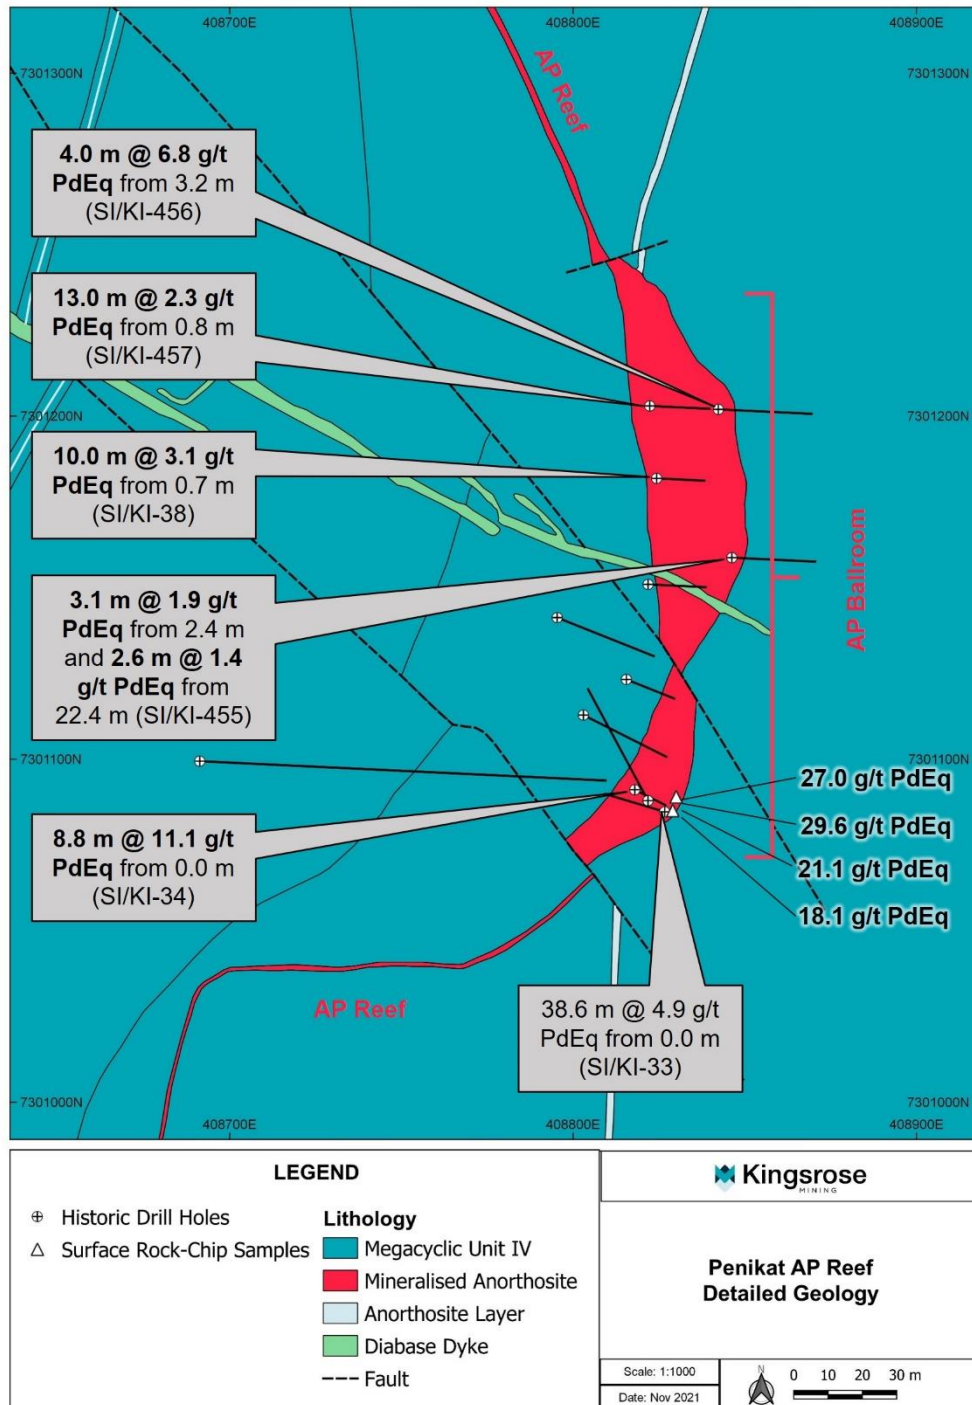 408700E
408800E
408900E
7301300N
7301300N
AP Reef
4.0 m @ 6.8 g/t
PdEq from 3.2 m
(SI/KI-456)
13.0 m @ 2.3 g/t
PdEq from 0.8 m
(SI/KI-457)
7301200N
7301200N
10.0 m @ 3.1 g/t
PdEq from 0.7 m
(SI/KI-38)
AP Ballroom
3.1 m @ 1.9 g/t
PdEq from 2.4 m
and 2.6 m @ 1.4
g/t PdEq from
22.4 m (SI/KI-455)
7301100N
7301100N
27.0 g/t PdEq
29.6 g/t PdEq
21.1 g/t PdEq
18.1 g/t PdEq
8.8 m @ 11.1 g/t
PdEq from 0.0 m
(SI/KI-34)
AP Reef
38.6 m @ 4.9 g/t
PdEq from 0.0 m
(SI/KI-33)
7301000N
7301000N
408700E
408800E
408900E
LEGEND
Historic Drill Holes
Surface Rock-Chip Samples
Lithology
Megacyclic Unit IV
Mineralised Anorthosite
Anorthosite Layer
Diabase Dyke
Fault
Kingsrose
MINING
Penikat AP Reef
Detailed Geology
Scale: 1:1000
Date: Nov 2021
N
0 10 20 30 m